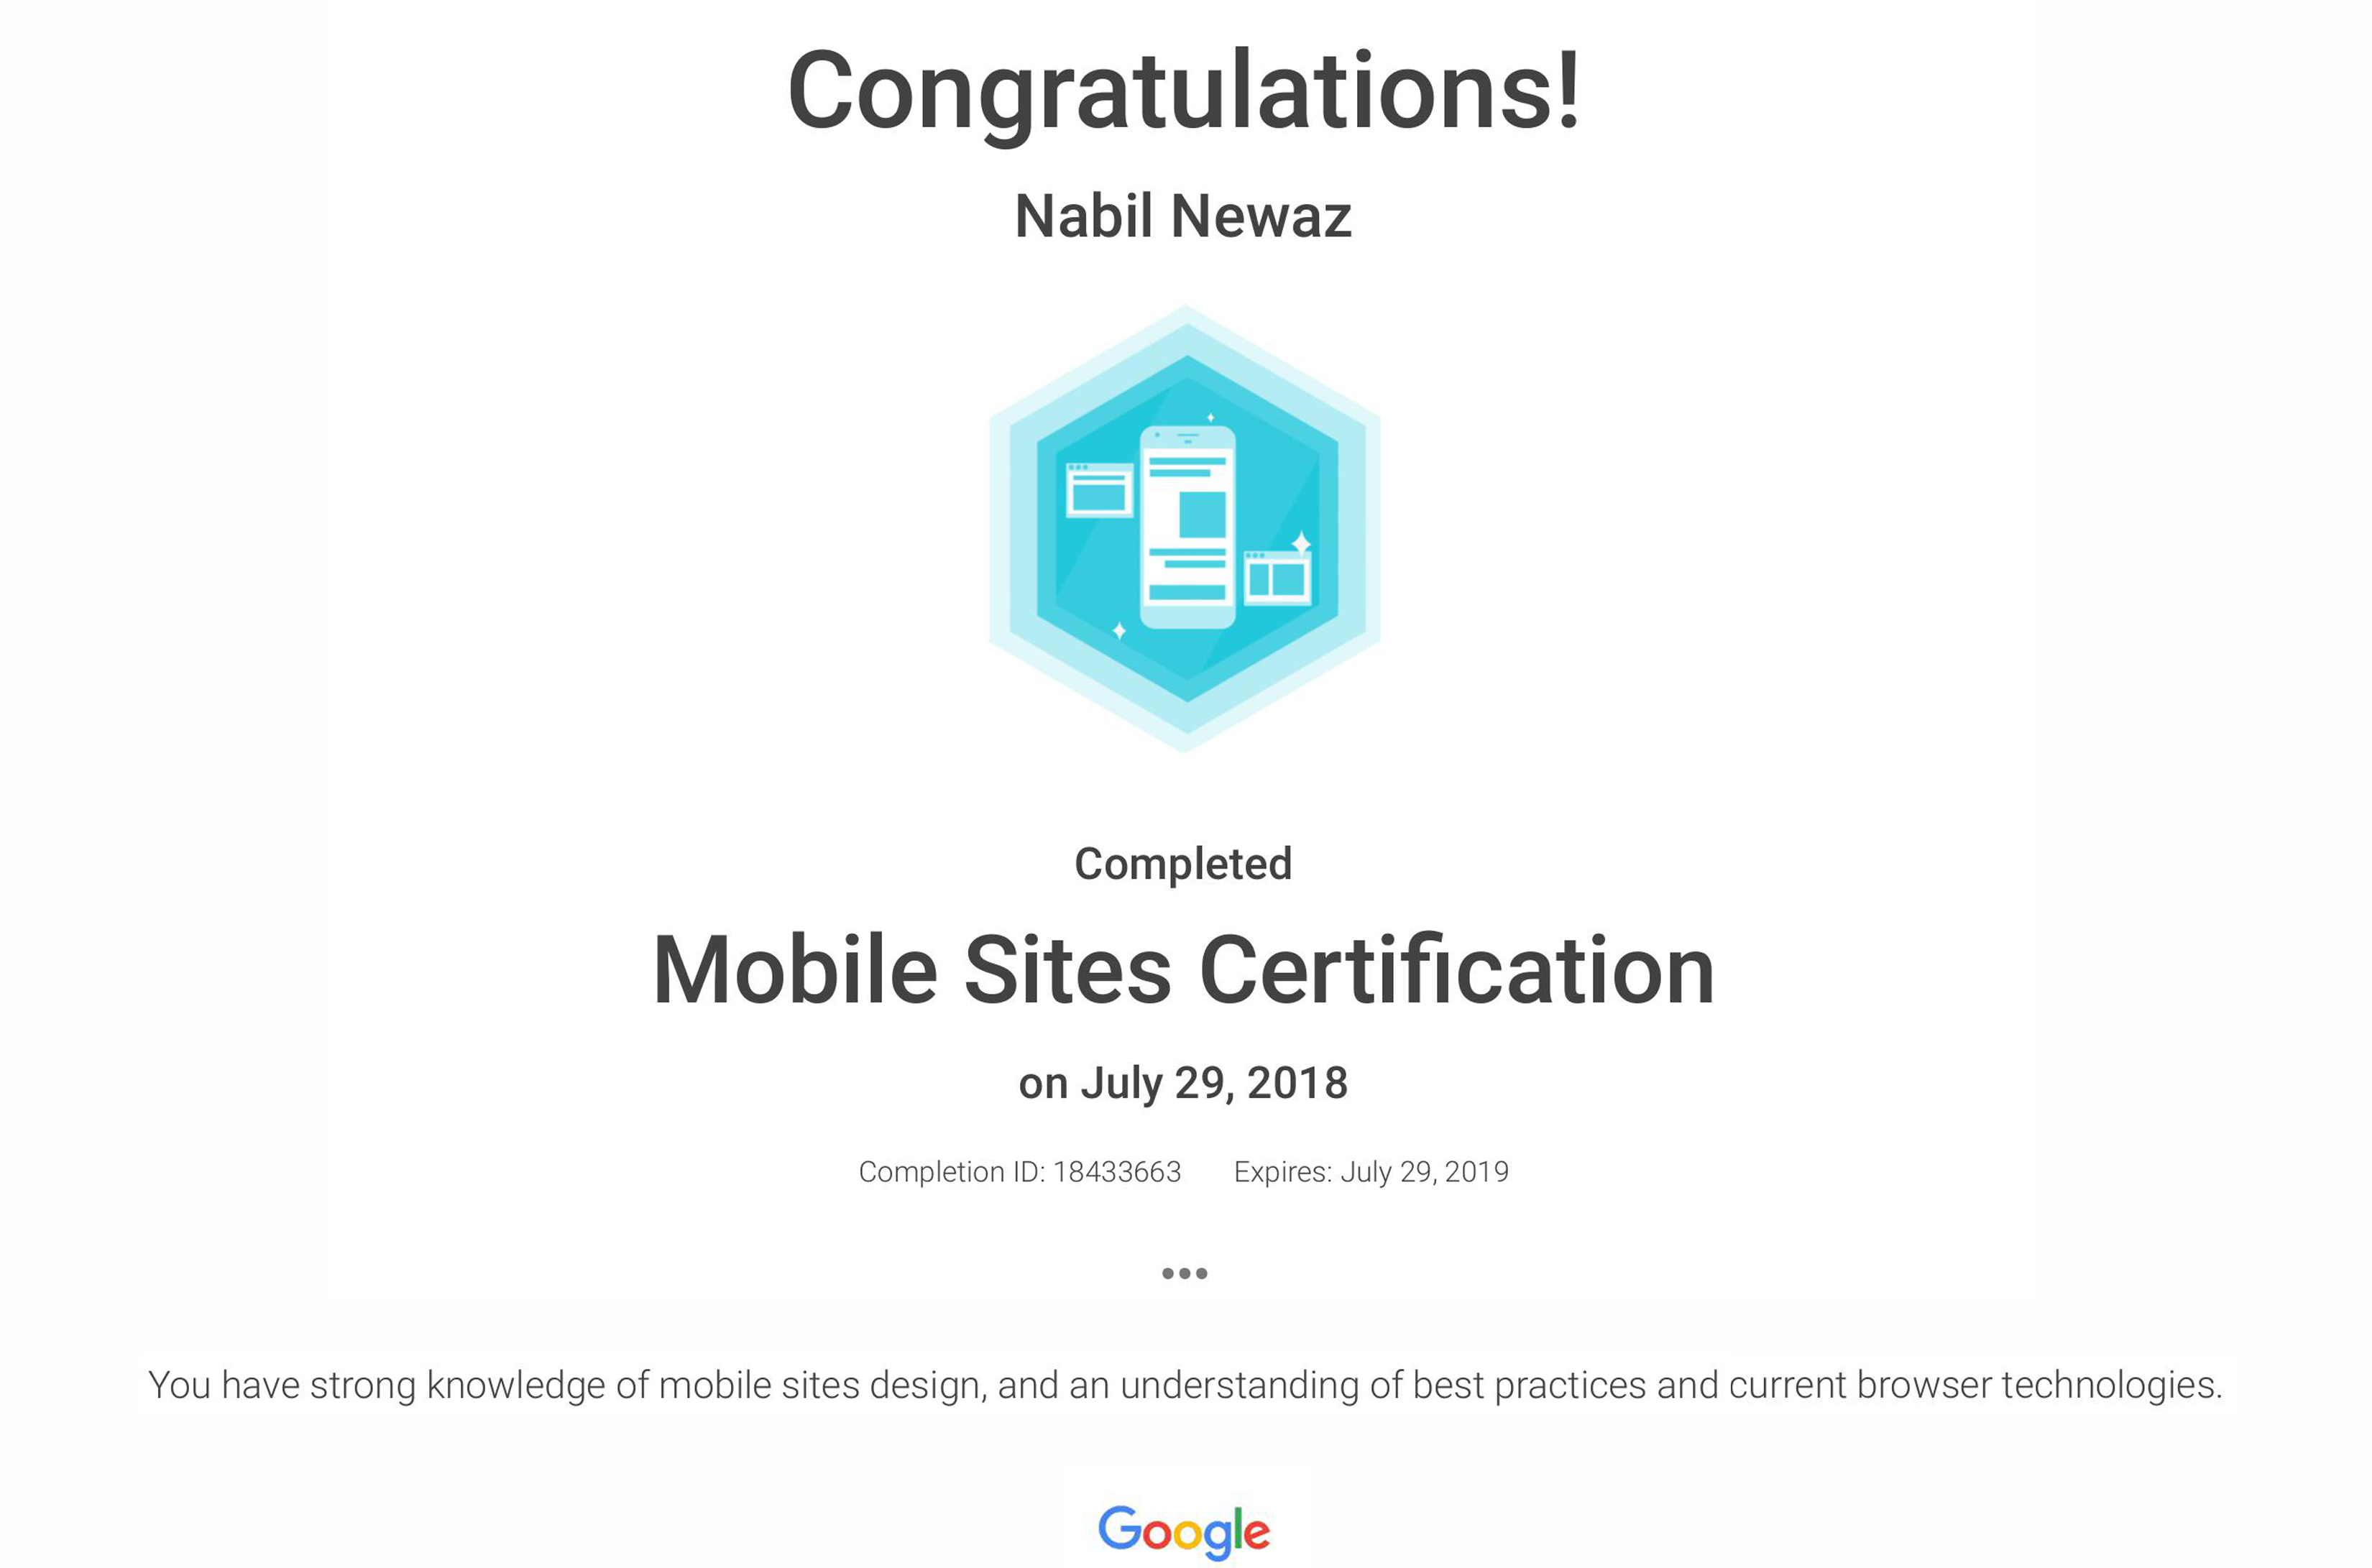 Congratulations!
Nabil Newaz
Completed
Mobile Sites Certification
on July 29, 2018
Completion ID: 18433663 Expires: July 29, 2019
•••
You have strong knowledge of mobile sites design, and an understanding of best practices and current browser technologies.
Google